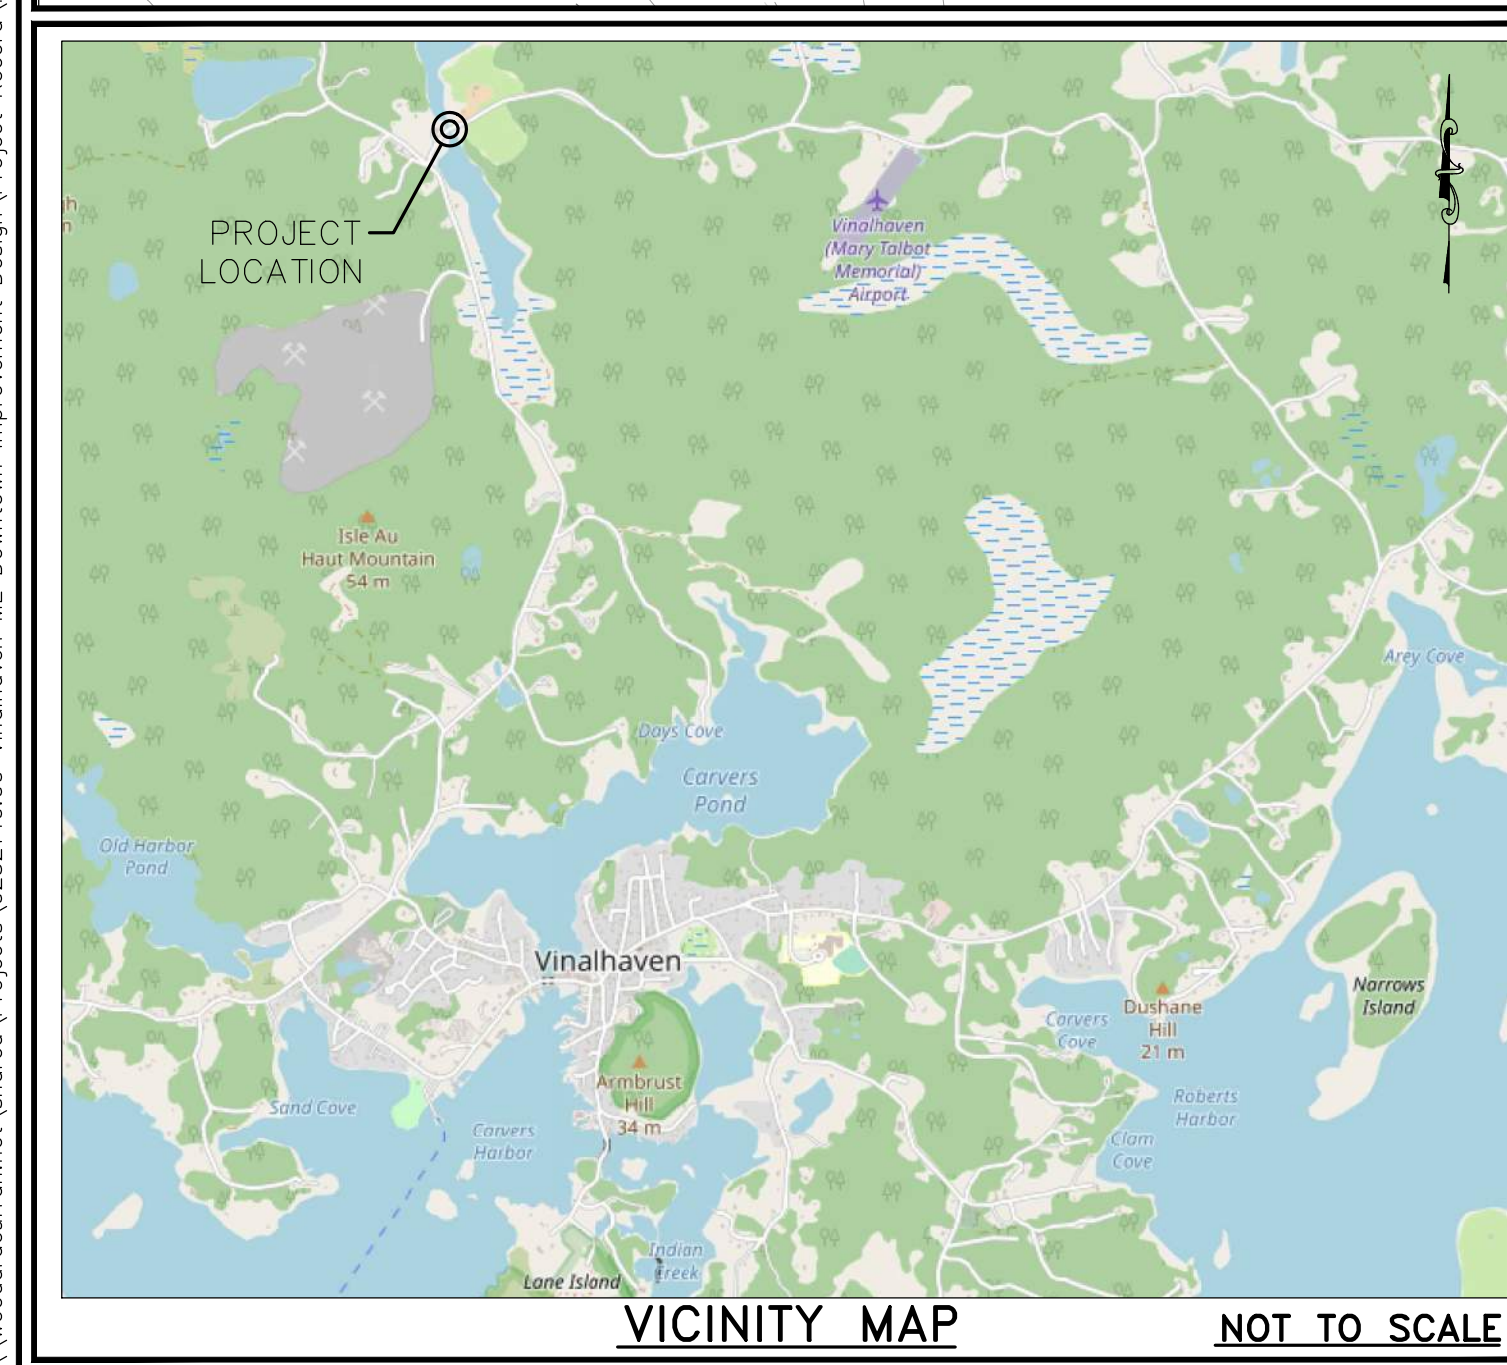 PROJECT
LOCATION
Vinalhaven
(Mary Talbot
Memorial)
Airport
Isle Au
Haut Mountain
54 m
Arey Cove
Days Cove
Carvers
Pond
Old Harbor
Pond
Vinalhaven
Narrows
Island
Dushane
Hill
21 m
Carvers
Cove
Armbrust
Hill
34 m
Roberts
Harbor
Sand Cove
Carvers
Harbor
Clam
Cove
Indian
Creek
Lane Island
VICINITY MAP
NOT TO SCALE